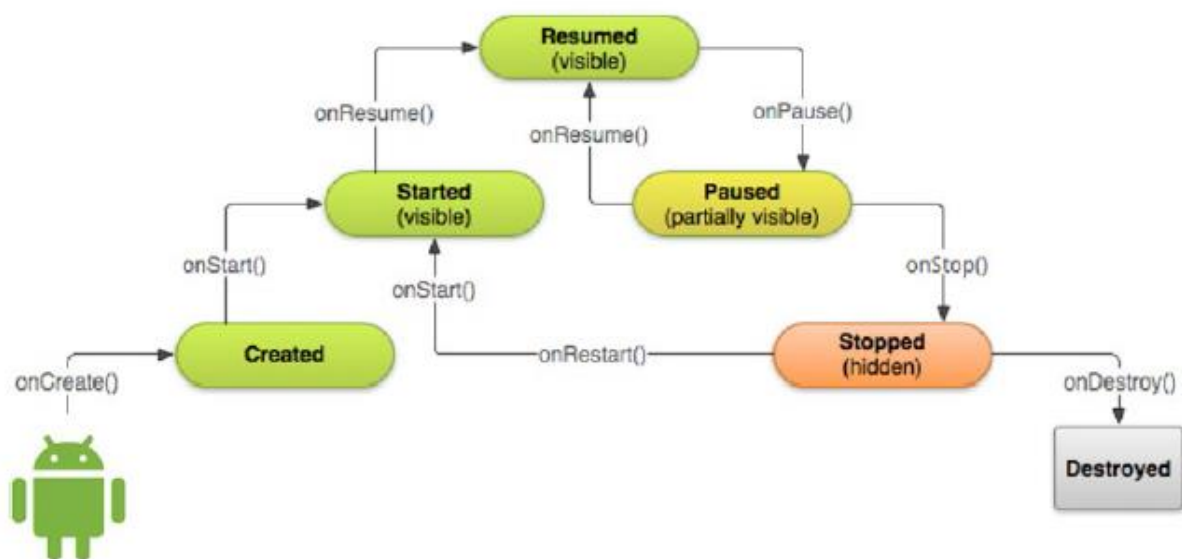 Resumed
(visible)
onResume()
onResume()
onPause()
Started
(visible)
Paused
(partially visible)
onStart()
onStart()
onStop()
Created
onRestart()
Stopped
(hidden)
onCreate()
onDestroy()
Destroyed